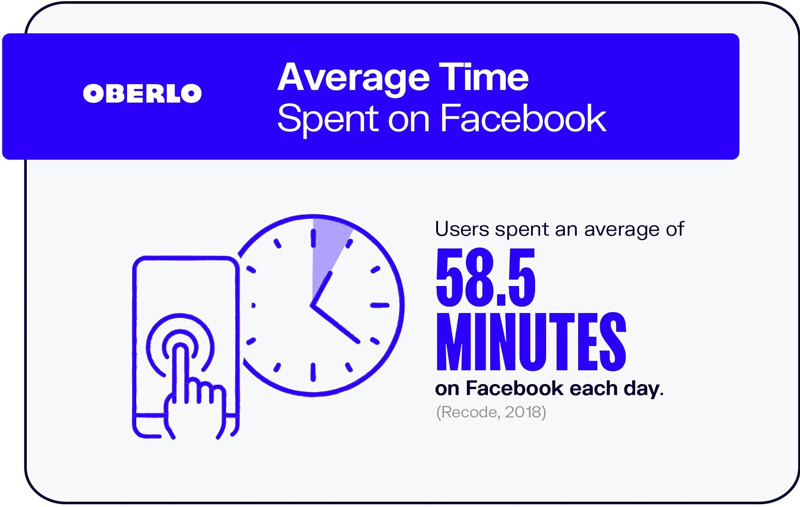 OBERLO
Average Time
Spent on Facebook
Users spent an average of
58.5
MINUTES
on Facebook each day.
(Recode, 2018)